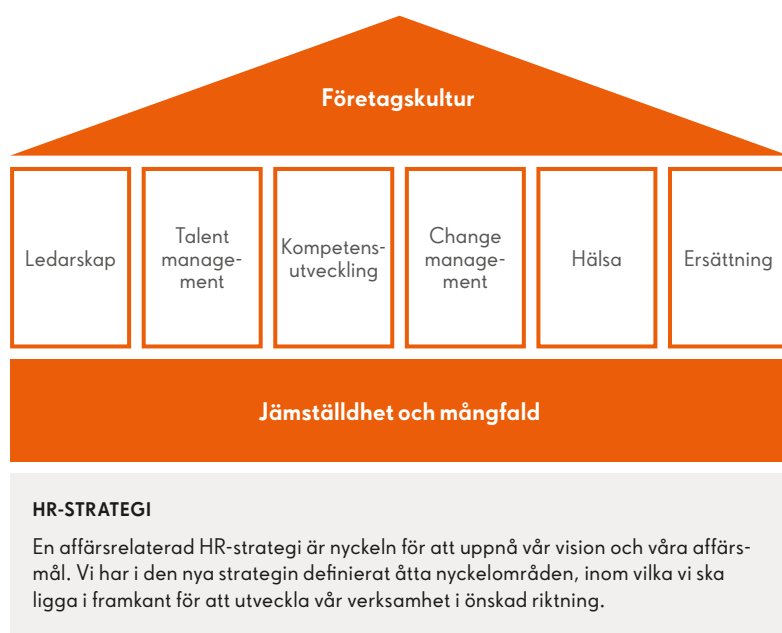 Företagskultur
Ledarskap
Talent
manage-
ment
Kompetens-
utveckling
Change
manage-
ment
Hälsa
Ersättning
Jämställdhet och mångfald
HR-STRATEGI
En affärsrelaterad HR-strategi är nyckeln för att uppnå vår vision och våra affärs-
mål. Vi har i den nya strategin definierat åtta nyckelområden, inom vilka vi ska
ligga i framkant för att utveckla vår verksamhet i önskad riktning.